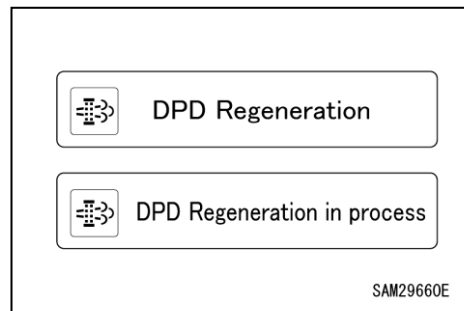 DPD Regeneration
DPD Regeneration in process
SAM29660E